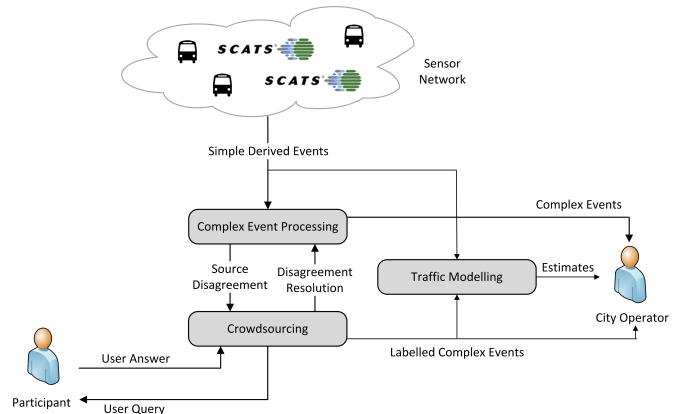 SCATS
SCATS
Sensor
Network
Simple Derived Events
Complex Event Processing
Complex Events
Source
Disagreement
Disagreement
Resolution
Traffic Modelling
Estimates
City Operator
Crowdsourcing
Labelled Complex Events
User Answer
Participant
User Query